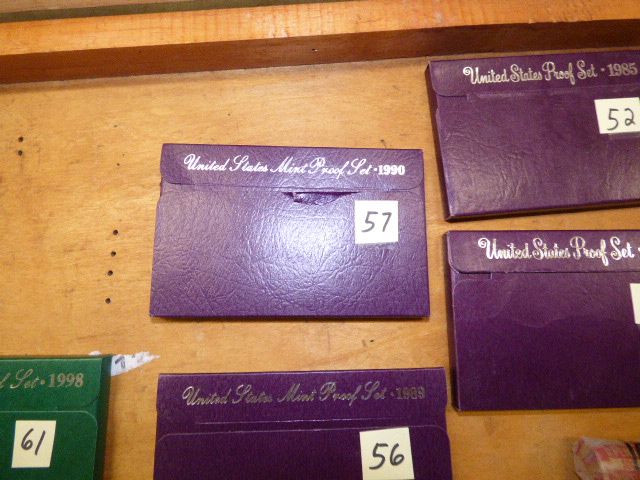 United States Proof Set • 1985
52
United States Mint Proof Set • 1990
57
United States Proof Set
Set • 1998
61
United States Mint Proof Set • 1989
56